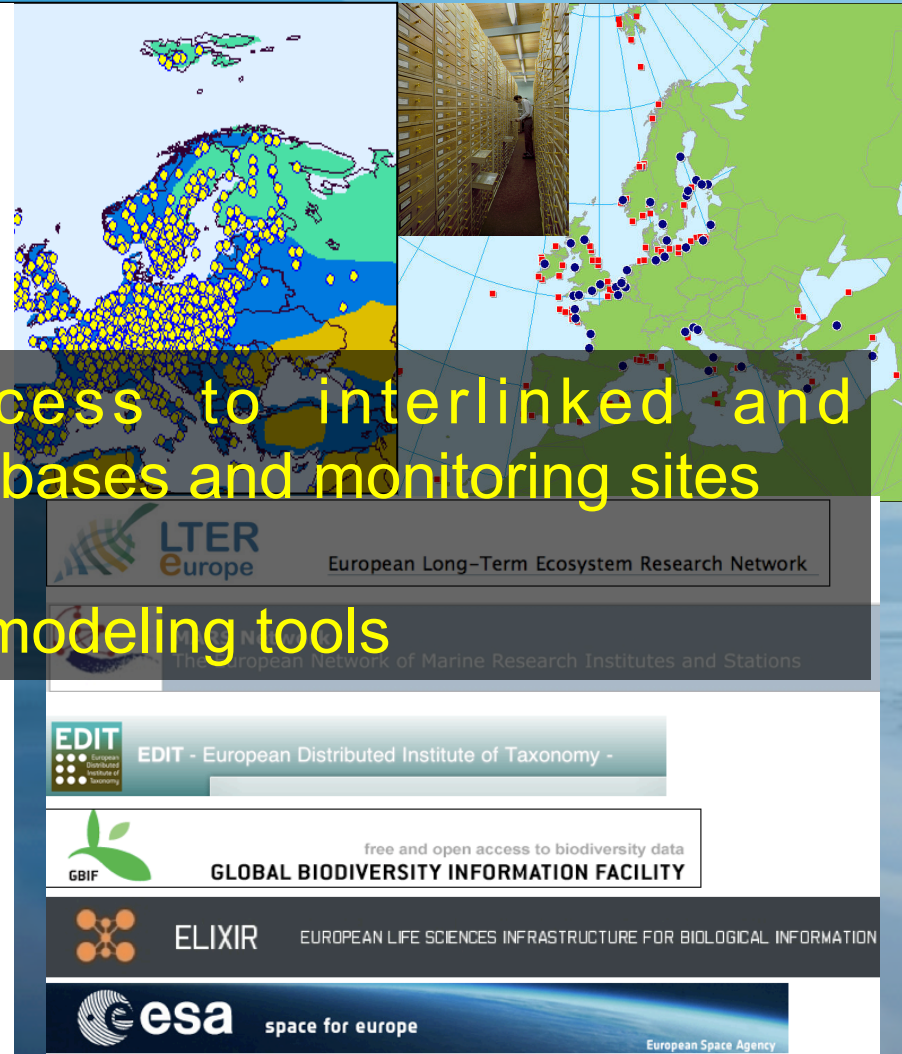 cess to interlinked and
bases and monitoring sites
LTER
europe
European Long-Term Ecosystem Research Network
modeling tools
MARS Network
The European Network of Marine Research Institutes and Stations
EDIT
European
Distributed
Institute of
Taxonomy
EDIT - European Distributed Institute of Taxonomy -
GBIF
free and open access to biodiversity data
GLOBAL BIODIVERSITY INFORMATION FACILITY
ELIXIR
EUROPEAN LIFE SCIENCES INFRASTRUCTURE FOR BIOLOGICAL INFORMATION
esa
space for europe
European Space Agency